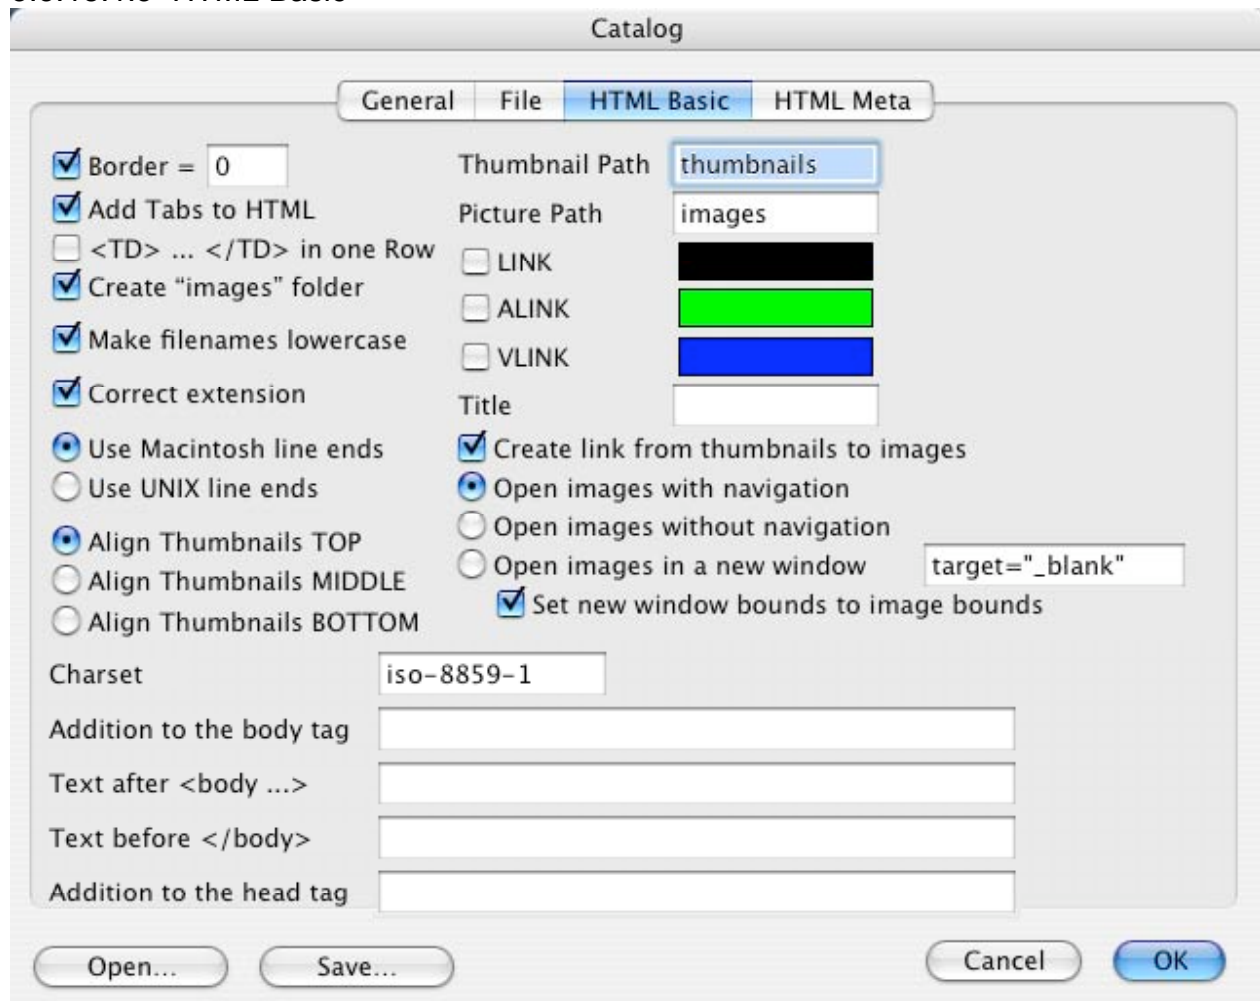 Catalog
General File HTML Basic HTML Meta
Border = 0
Add Tabs to HTML
<TD> ... </TD> in one Row
Create “images” folder
Make filenames lowercase
Correct extension
Use Macintosh line ends
Use UNIX line ends
Align Thumbnails TOP
Align Thumbnails MIDDLE
Align Thumbnails BOTTOM
Thumbnail Path thumbnails
Picture Path images
LINK
ALINK
VLINK
Title
Create link from thumbnails to images
Open images with navigation
Open images without navigation
Open images in a new window target="_blank"
Set new window bounds to image bounds
Charset iso-8859-1
Addition to the body tag
Text after <body ...>
Text before </body>
Addition to the head tag
Open... Save... Cancel OK